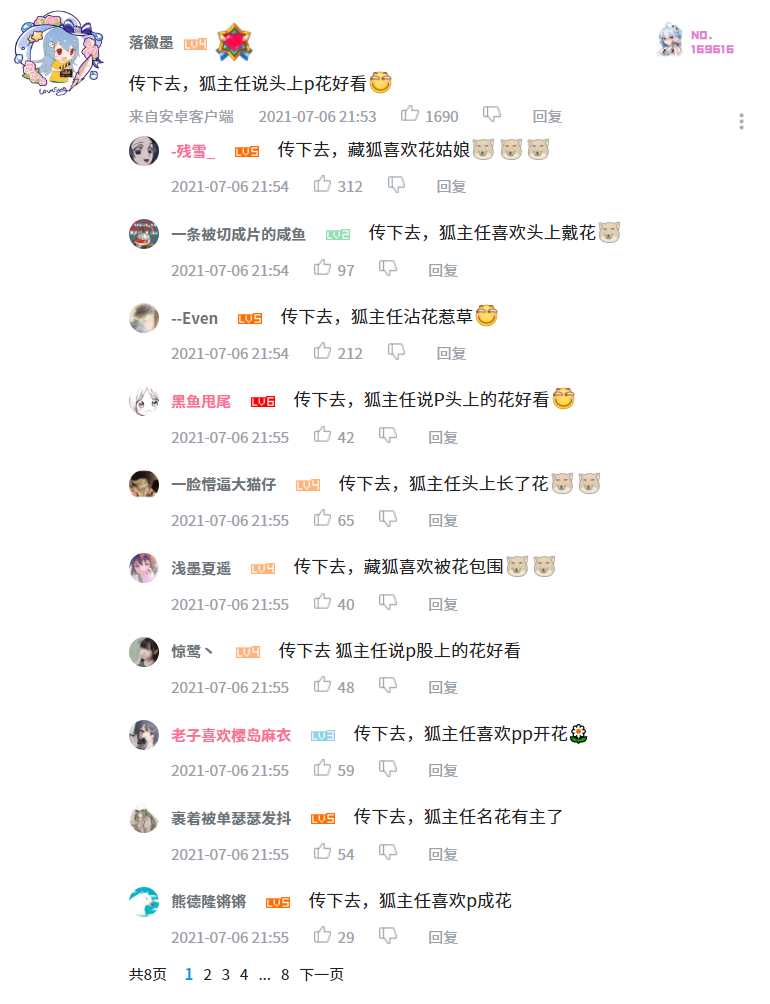 落徽墨 LV4
NO.
169616
传下去，狐主任说头上p花好看
来自安卓客户端 2021-07-06 21:53 1690 回复
-残雪_ LV5 传下去，藏狐喜欢花姑娘
2021-07-06 21:54 312 回复
一条被切成片的咸鱼 LV2 传下去，狐主任喜欢头上戴花
2021-07-06 21:54 97 回复
--Even LV5 传下去，狐主任沾花惹草
2021-07-06 21:54 212 回复
黑鱼甩尾 LV6 传下去，狐主任说P头上的花好看
2021-07-06 21:55 42 回复
一脸懵逼大猫仔 LV4 传下去，狐主任头上长了花
2021-07-06 21:55 65 回复
浅墨夏遥 LV4 传下去，藏狐喜欢被花包围
2021-07-06 21:55 40 回复
惊鹭丶 LV4 传下去 狐主任说p股上的花好看
2021-07-06 21:55 48 回复
老子喜欢樱岛麻衣 LV3 传下去，狐主任喜欢pp开花
2021-07-06 21:55 59 回复
裹着被单瑟瑟发抖 LV5 传下去，狐主任名花有主了
2021-07-06 21:55 54 回复
熊德隆锵锵 LV5 传下去，狐主任喜欢p成花
2021-07-06 21:55 29 回复
共8页 1 2 3 4 ... 8 下一页